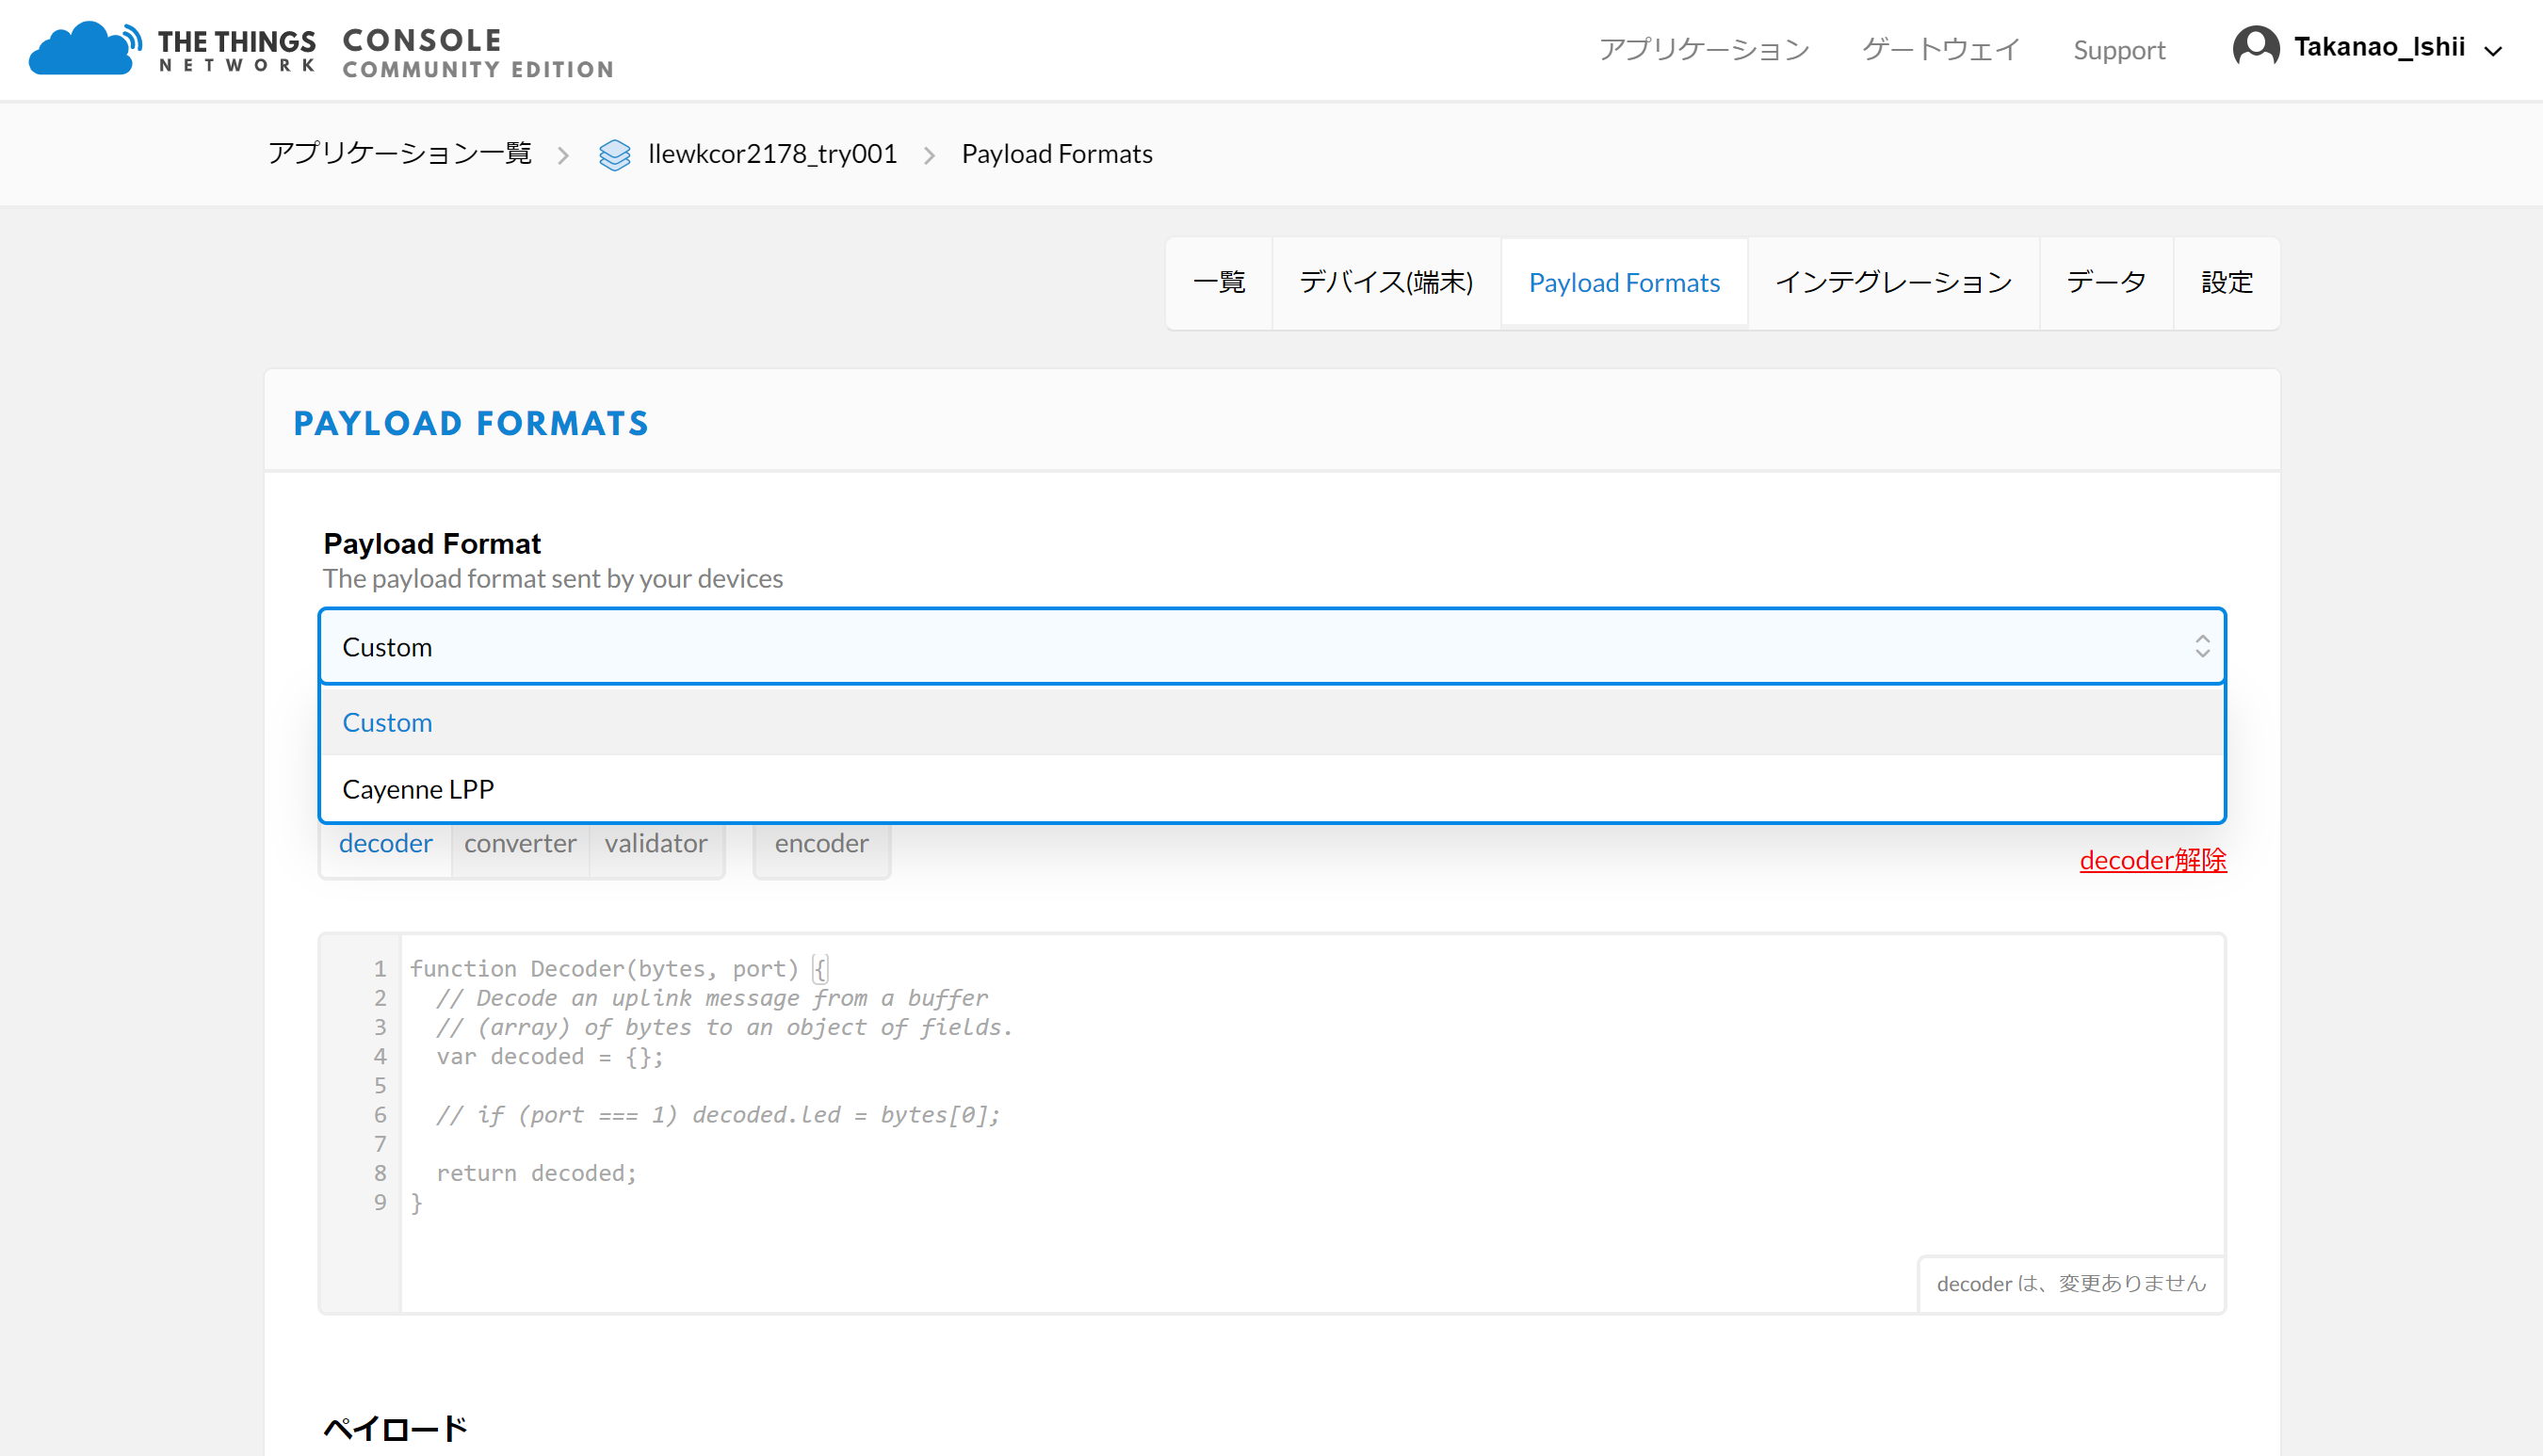 THE THINGS NETWORK
CONSOLE
COMMUNITY EDITION
アプリケーション
ゲートウェイ
Support
Takanao_Ishii
アプリケーション一覧
llewkcor2178_try001
Payload Formats
一覧
デバイス(端末)
Payload Formats
インテグレーション
データ
設定
PAYLOAD FORMATS
Payload Format
The payload format sent by your devices
Custom
Custom
Cayenne LPP
decoder
converter
validator
encoder
decoder解除
1 function Decoder(bytes, port) {
2   // Decode an uplink message from a buffer
3   // (array) of bytes to an object of fields.
4   var decoded = {};
5
6   // if (port === 1) decoded.led = bytes[0];
7
8   return decoded;
9 }
decoder は、変更ありません
ペイロード